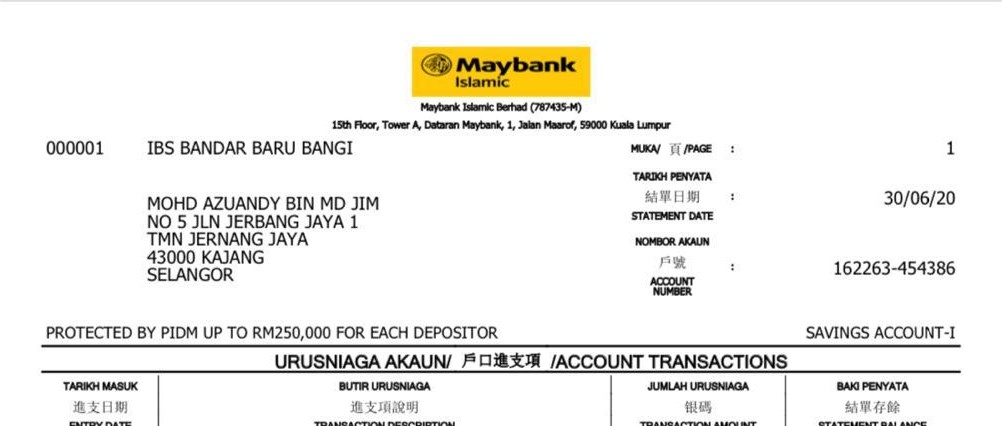 Maybank
Islamic
Maybank Islamic Berhad (787435-M)
15th Floor, Tower A, Dataran Maybank, 1, Jalan Maarof, 59000 Kuala Lumpur
000001 IBS BANDAR BARU BANGI
MUKA/ 頁 /PAGE : 1
MOHD AZUANDY BIN MD JIM
NO 5 JLN JERBANG JAYA 1
TMN JERNANG JAYA
43000 KAJANG
SELANGOR
TARIKH PENYATA
結單日期 : 30/06/20
STATEMENT DATE
NOMBOR AKAUN
戶號 : 162263-454386
ACCOUNT
NUMBER
PROTECTED BY PIDM UP TO RM250,000 FOR EACH DEPOSITOR SAVINGS ACCOUNT-I
URUSNIAGA AKAUN/ 戶口進支項 /ACCOUNT TRANSACTIONS
TARIKH MASUK BUTIR URUSNIAGA JUMLAH URUSNIAGA BAKI PENYATA
進支日期 進支項說明 银碼 結單存餘
ENTRY DATE TRANSACTION DESCRIPTION TRANSACTION AMOUNT STATEMENT BALANCE